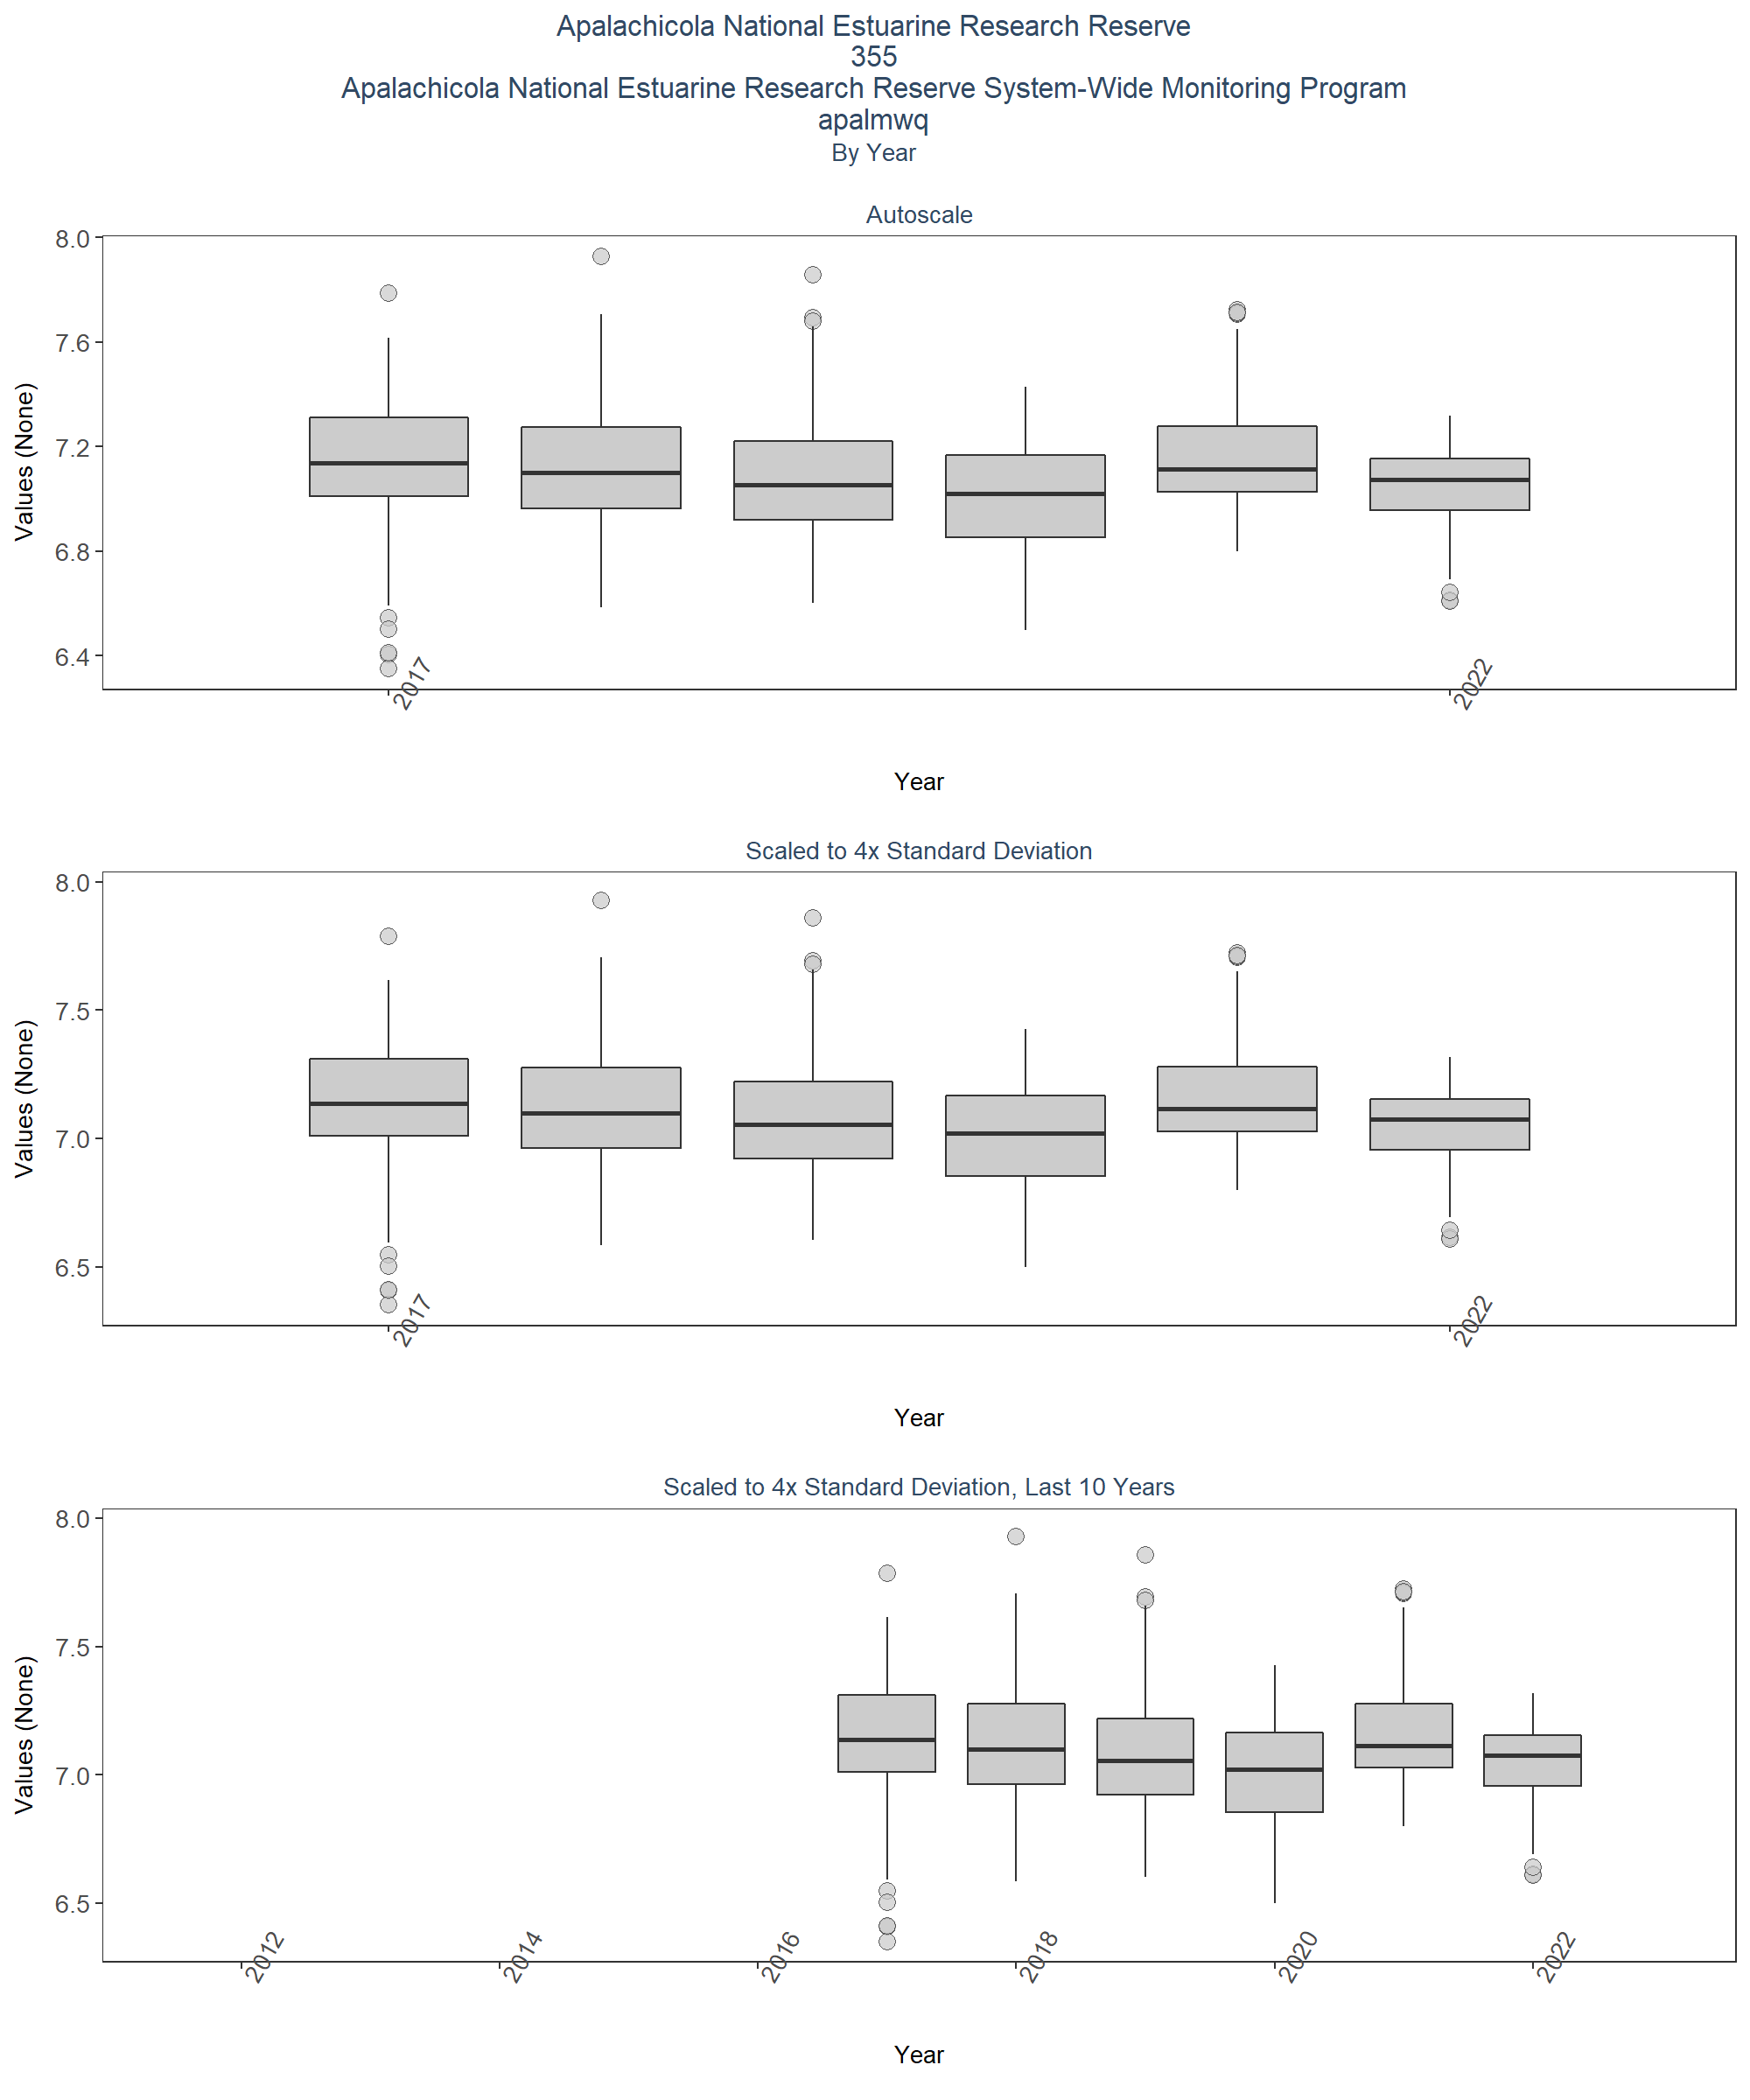 Apalachicola National Estuarine Research Reserve
355
Apalachicola National Estuarine Research Reserve System-Wide Monitoring Program
apalmwq
By Year
Autoscale
8.0
7.6
7.2
6.8
6.4
Values (None)
2017
2022
Year
Scaled to 4x Standard Deviation
8.0
7.5
7.0
6.5
Values (None)
2017
2022
Year
Scaled to 4x Standard Deviation, Last 10 Years
8.0
7.5
7.0
6.5
Values (None)
2012
2014
2016
2018
2020
2022
Year